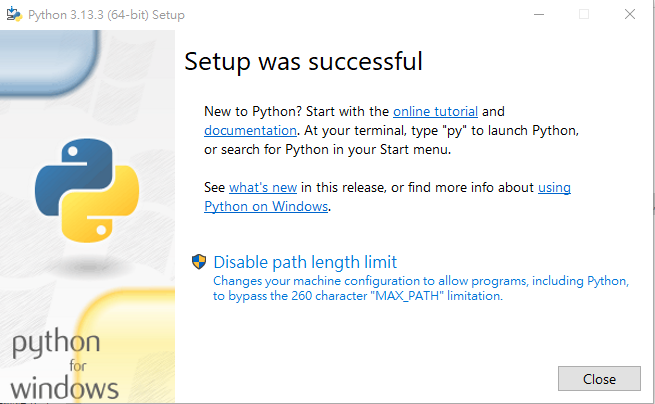 Python 3.13.3 (64-bit) Setup
Setup was successful
New to Python? Start with the online tutorial and
documentation. At your terminal, type "py" to launch Python,
or search for Python in your Start menu.
See what's new in this release, or find more info about using
Python on Windows.
Disable path length limit
Changes your machine configuration to allow programs, including Python,
to bypass the 260 character "MAX_PATH" limitation.
python
for
windows
Close